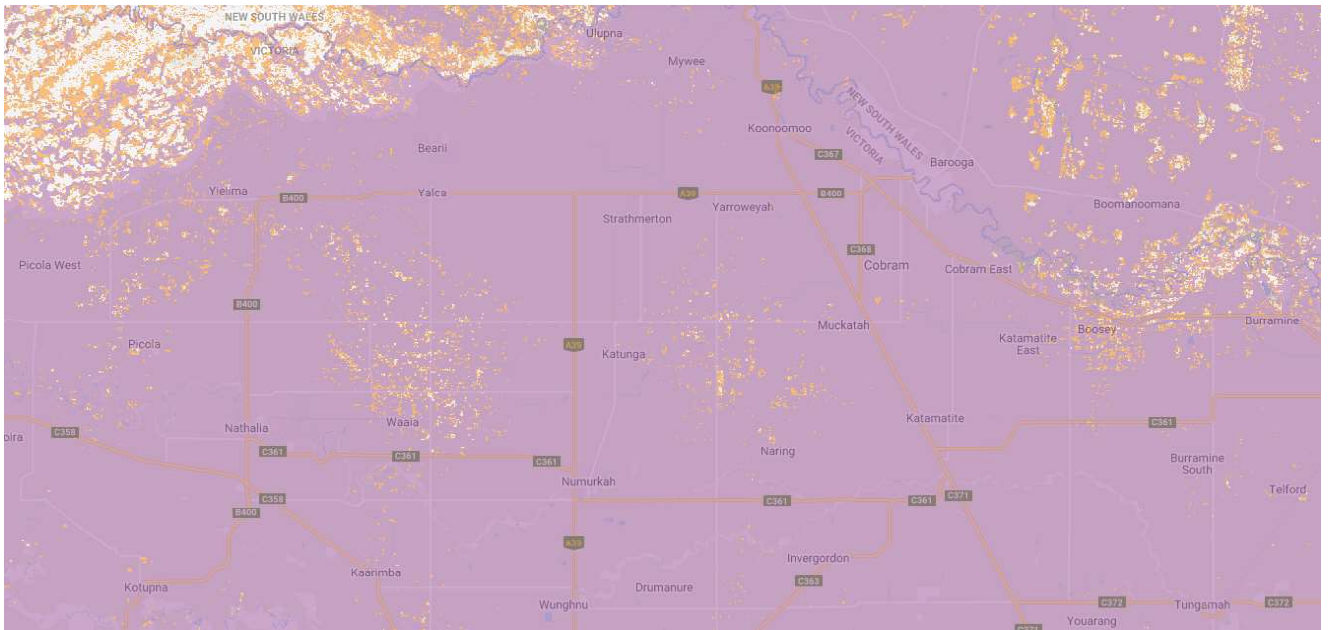 NEW SOUTH WALES
VICTORIA
Ulupna
Mywee
A39
NEW SOUTH WALES
VICTORIA
Koonoomoo
Bearii
C367
Barooga
Yielima
B400
Yalca
A39
B400
Yarroweyah
Strathmerton
Boomanoomana
C368
Picola West
Cobram
Cobram East
B400
Muckatah
Boosey
Burramine
Picola
A39
Katunga
Katamatite
East
Nathalia
Waaia
Katamatite
C361
oira
C358
C361
C361
C361
Naring
Burramine
South
Numurkah
Telford
C358
C361
C361
C371
B400
A39
Invergordon
Kaarimba
C363
Kotupna
Drumanure
Wunghnu
C372
Tungamah
C372
Youarang
C371